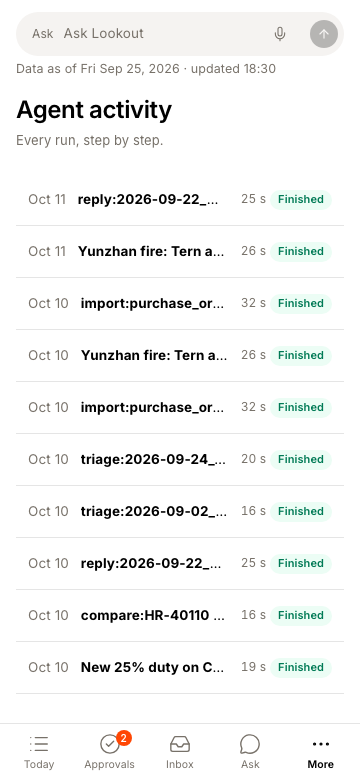 Ask Ask Lookout
Data as of Fri Sep 25, 2026 · updated 18:30
Agent activity
Every run, step by step.
Oct 11 reply:2026-09-22_... 25 s Finished
Oct 11 Yunzhan fire: Tern a... 26 s Finished
Oct 10 import:purchase_or... 32 s Finished
Oct 10 Yunzhan fire: Tern a... 26 s Finished
Oct 10 import:purchase_or... 32 s Finished
Oct 10 triage:2026-09-24_... 20 s Finished
Oct 10 triage:2026-09-02_... 16 s Finished
Oct 10 reply:2026-09-22_... 25 s Finished
Oct 10 compare:HR-40110 ... 16 s Finished
Oct 10 New 25% duty on C... 19 s Finished
2
Today Approvals Inbox Ask More